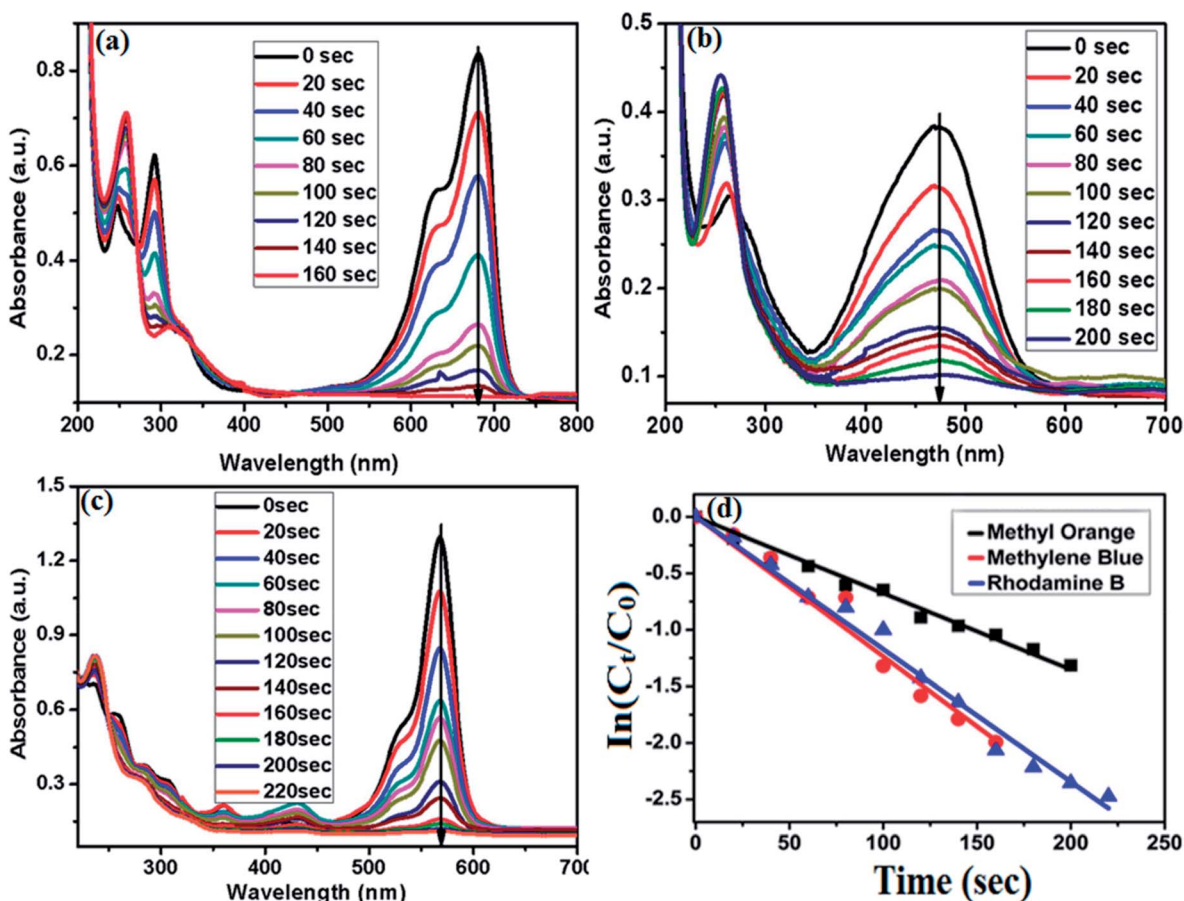 (a)
0 sec
20 sec
40 sec
60 sec
80 sec
100 sec
120 sec
140 sec
160 sec
Absorbance (a.u.)
0.8
0.6
0.4
0.2
200 300 400 500 600 700 800
Wavelength (nm)
(b)
0 sec
20 sec
40 sec
60 sec
80 sec
100 sec
120 sec
140 sec
160 sec
180 sec
200 sec
Absorbance (a.u.)
0.5
0.4
0.3
0.2
0.1
200 300 400 500 600 700
Wavelength (nm)
(c)
0sec
20sec
40sec
60sec
80sec
100sec
120sec
140sec
160sec
180sec
200sec
220sec
Absorbance (a.u.)
1.5
1.2
0.9
0.6
0.3
300 400 500 600 700
Wavelength (nm)
(d)
Methyl Orange
Methylene Blue
Rhodamine B
In(Ct/C0)
0.0
-0.5
-1.0
-1.5
-2.0
-2.5
0 50 100 150 200 250
Time (sec)